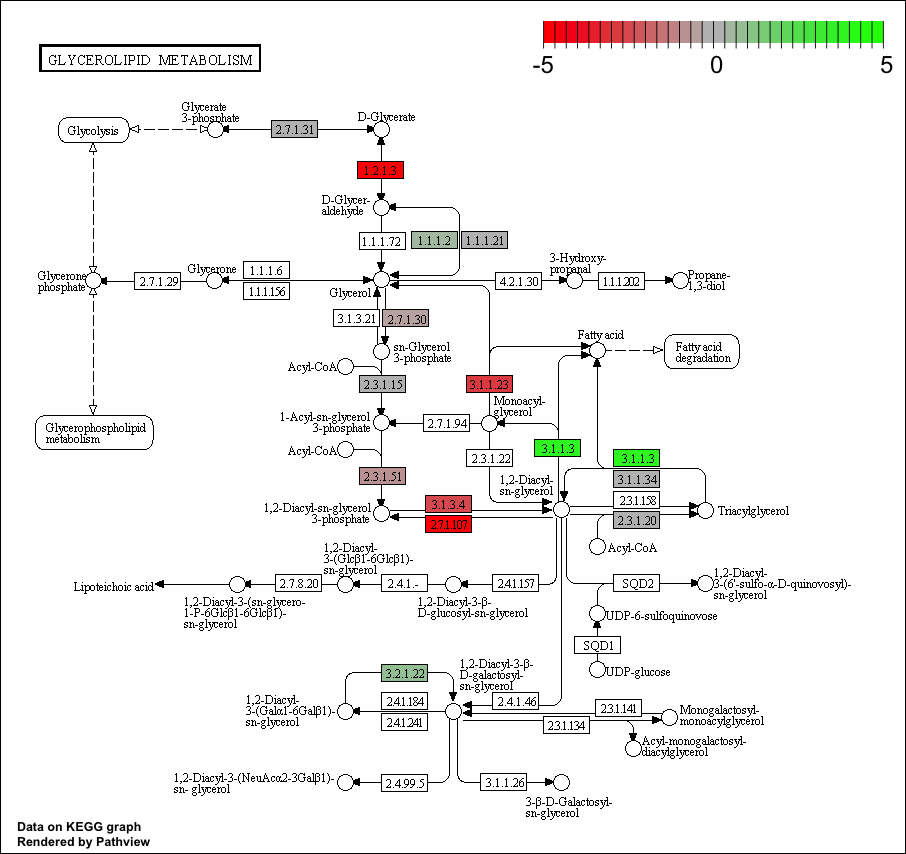 GLYCEROLIPID METABOLISM
-5
0
5
Glycerate
3-phosphate
D-Glycerate
Glycolysis
2.7.1.31
1.2.1.3
D-Glycer-
aldehyde
1.1.1.72
1.1.1.2
1.1.1.21
3-Hydroxy-
propanal
Glycerone
phosphate
2.7.1.29
Glycerone
1.1.1.6
1.1.1.156
Glycerol
4.2.1.30
1.1.1.202
Propane-
1,3-diol
3.1.3.21
2.7.1.30
sn-Glycerol
3-phosphate
Fatty acid
Fatty acid
degradation
Acyl-CoA
2.3.1.15
3.1.1.23
Monoacyl-
glycerol
1-Acyl-sn-glycerol
3-phosphate
2.7.1.94
Glycerophospholipid
metabolism
Acyl-CoA
2.3.1.22
3.1.1.3
3.1.1.3
2.3.1.51
1,2-Diacyl-
sn-glycerol
3.1.1.34
2.3.1.158
1,2-Diacyl-sn-glycerol
3-phosphate
3.1.3.4
2.7.1.107
2.3.1.20
Triacylglycerol
Acyl-CoA
1,2-Diacyl-
3-(Glcβ1-6Glcβ1)-
sn-glycerol
Lipoteichoic acid
2.7.8.20
2.4.1.-
2.4.1.157
SQD2
1,2-Diacyl-
3-(6'-sulfo-α-D-quinovosyl)-
sn-glycerol
1,2-Diacyl-3-(sn-glycero-
1-P-6Glcβ1-6Glcβ1)-
sn-glycerol
1,2-Diacyl-3-β-
D-glucosyl-sn-glycerol
UDP-6-sulfoquinovose
SQD1
UDP-glucose
3.2.1.22
1,2-Diacyl-3-β-
D-galactosyl-
sn-glycerol
1,2-Diacyl-
3-(Galα1-6Galβ1)-
sn-glycerol
2.4.1.184
2.4.1.241
2.4.1.46
2.3.1.141
2.3.1.134
Monogalactosyl-
monoacylglycerol
Acyl-monogalactosyl-
diacylglycerol
1,2-Diacyl-3-(NeuAcα2-3Galβ1)-
sn- glycerol
2.4.99.5
3.1.1.26
3-β-D-Galactosyl-
sn-glycerol
Data on KEGG graph
Rendered by Pathview